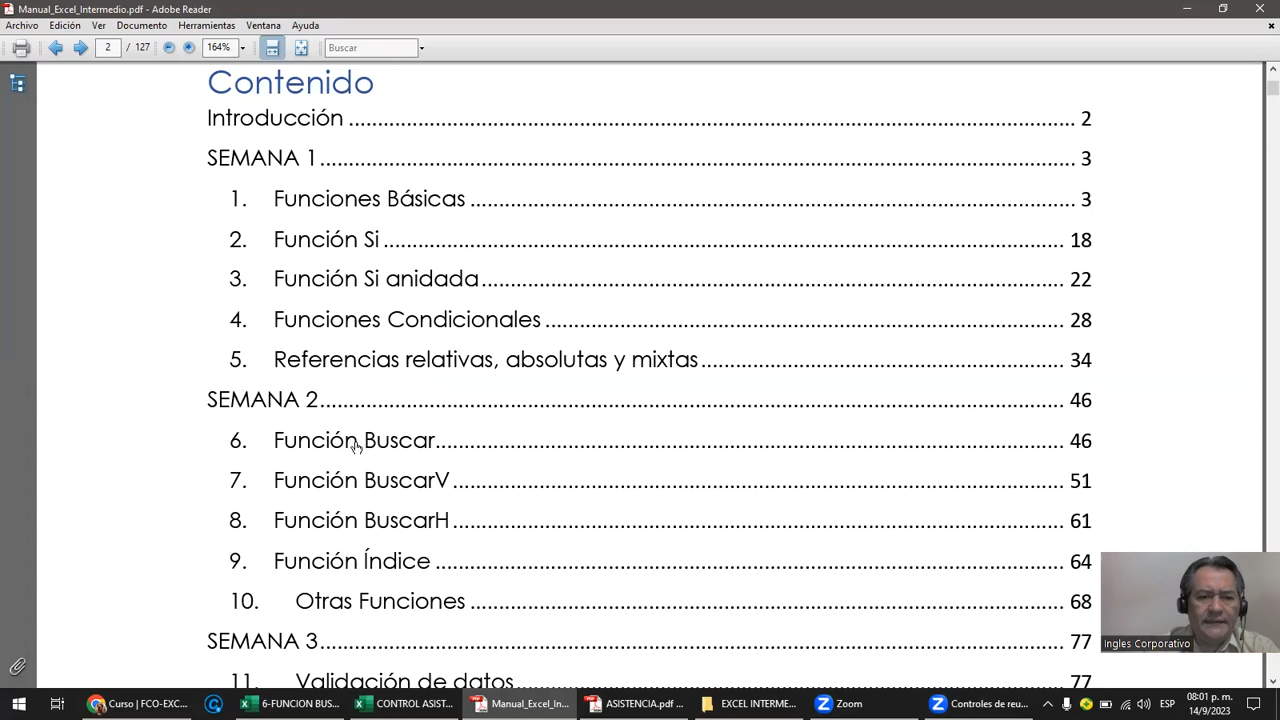 Manual_Excel_Intermedio.pdf - Adobe Reader
Archivo Edición Ver Documento Herramientas Ventana Ayuda
2 / 127 164% Buscar
Contenido
Introducción ........ 2
SEMANA 1 ........ 3
1. Funciones Básicas ........ 3
2. Función Si ........ 18
3. Función Si anidada ........ 22
4. Funciones Condicionales ........ 28
5. Referencias relativas, absolutas y mixtas ........ 34
SEMANA 2 ........ 46
6. Función Buscar ........ 46
7. Función BuscarV ........ 51
8. Función BuscarH ........ 61
9. Función Índice ........ 64
10. Otras Funciones ........ 68
SEMANA 3 ........ 77
11. Validación de datos ........ 77
Ingles Corporativo
Curso | FCO-EXC... 6-FUNCION BUS... CONTROL ASIST... Manual_Excel_In... ASISTENCIA.pdf ... EXCEL INTERME... Zoom Controles de reu... ESP 08:01 p. m.
14/9/2023